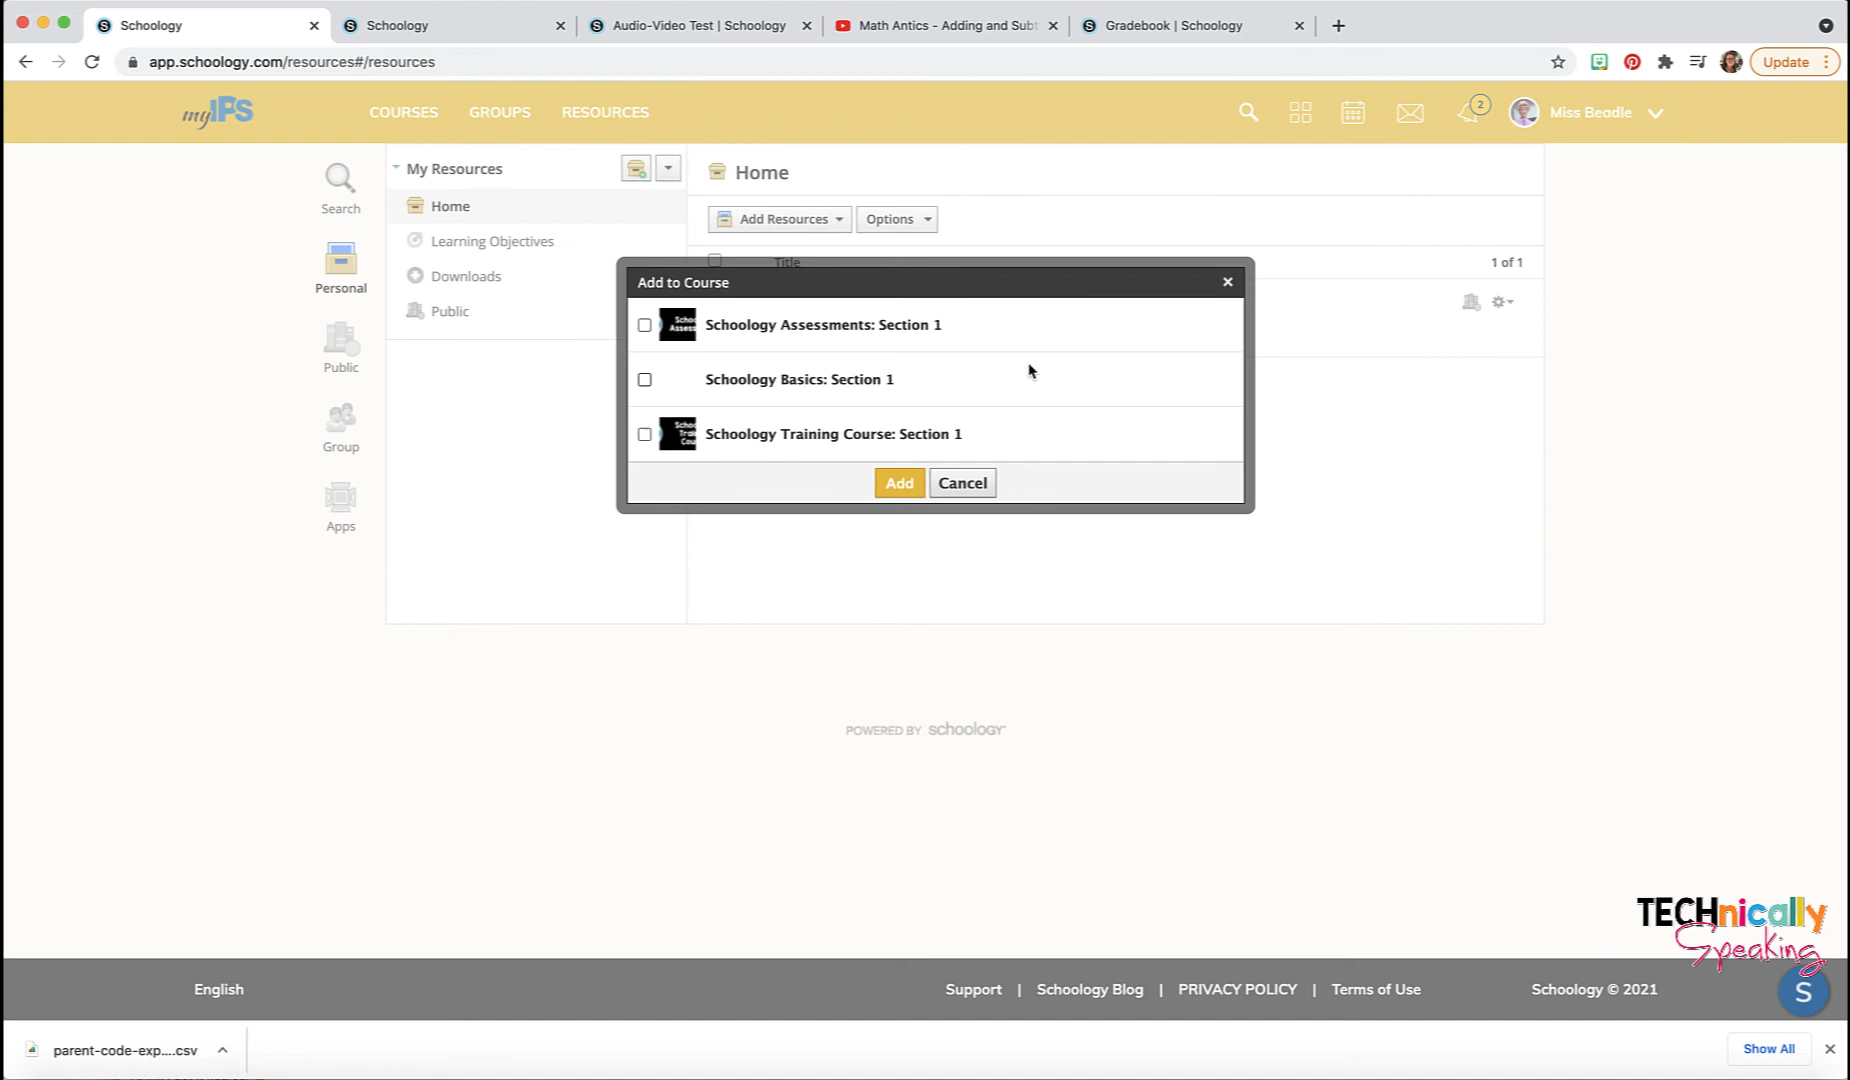 Schoology
Schoology
Audio-Video Test | Schoology
Math Antics - Adding and Subt
Gradebook | Schoology
app.schoology.com/resources#/resources
Update
myIPS
COURSES
GROUPS
RESOURCES
2
Miss Beadle
Search
Personal
Public
Group
Apps
My Resources
Home
Learning Objectives
Downloads
Public
Home
Add Resources
Options
Title
1 of 1
Add to Course
Schoology Assessments: Section 1
Schoology Basics: Section 1
Schoology Training Course: Section 1
Add
Cancel
POWERED BY schoology
TECHnically
Speaking
English
Support | Schoology Blog | PRIVACY POLICY | Terms of Use
Schoology © 2021
S
parent-code-exp....csv
Show All